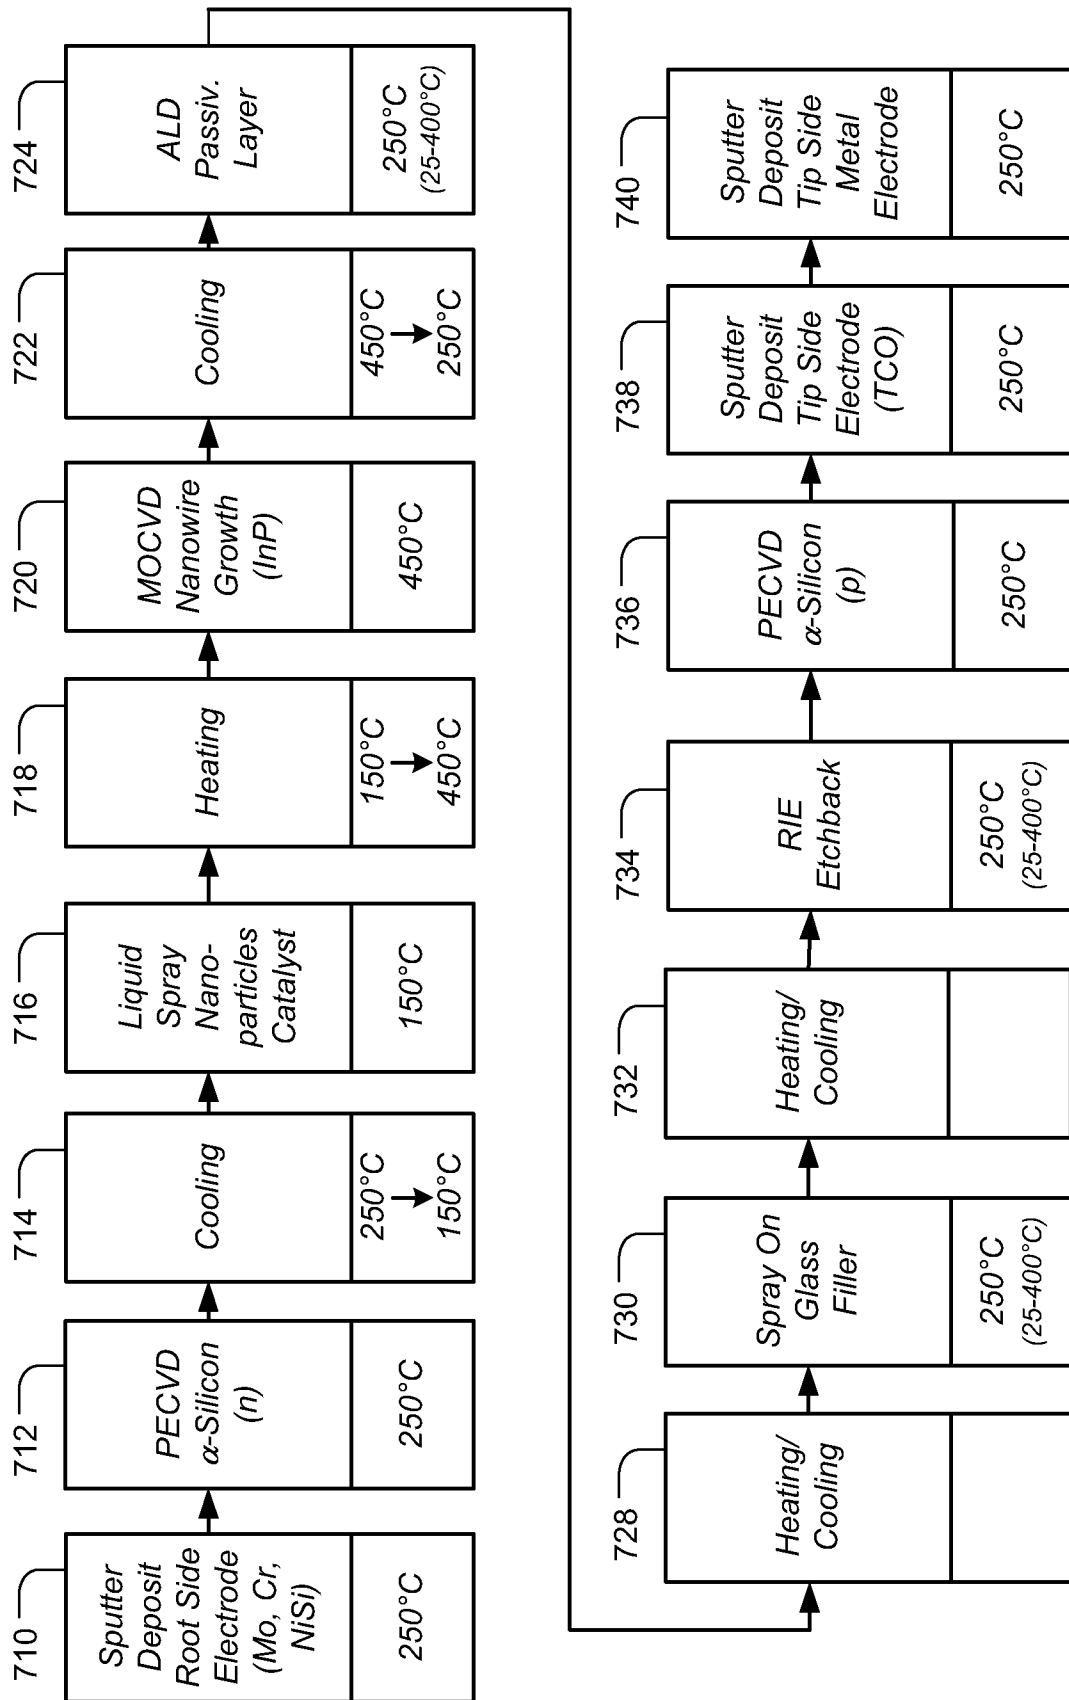 710
Sputter
Deposit
Root Side
Electrode
(Mo, Cr,
NiSi)
250°C
712
PECVD
α-Silicon
(n)
250°C
714
Cooling
250°C
150°C
716
Liquid
Spray
Nano-
particles
Catalyst
150°C
718
Heating
150°C
450°C
720
MOCVD
Nanowire
Growth
(InP)
450°C
722
Cooling
450°C
250°C
724
ALD
Passiv.
Layer
250°C
(25-400°C)
728
Heating/
Cooling
730
Spray On
Glass
Filler
250°C
(25-400°C)
732
Heating/
Cooling
734
RIE
Etchback
250°C
(25-400°C)
736
PECVD
α-Silicon
(p)
250°C
738
Sputter
Deposit
Tip Side
Electrode
(TCO)
250°C
740
Sputter
Deposit
Tip Side
Metal
Electrode
250°C